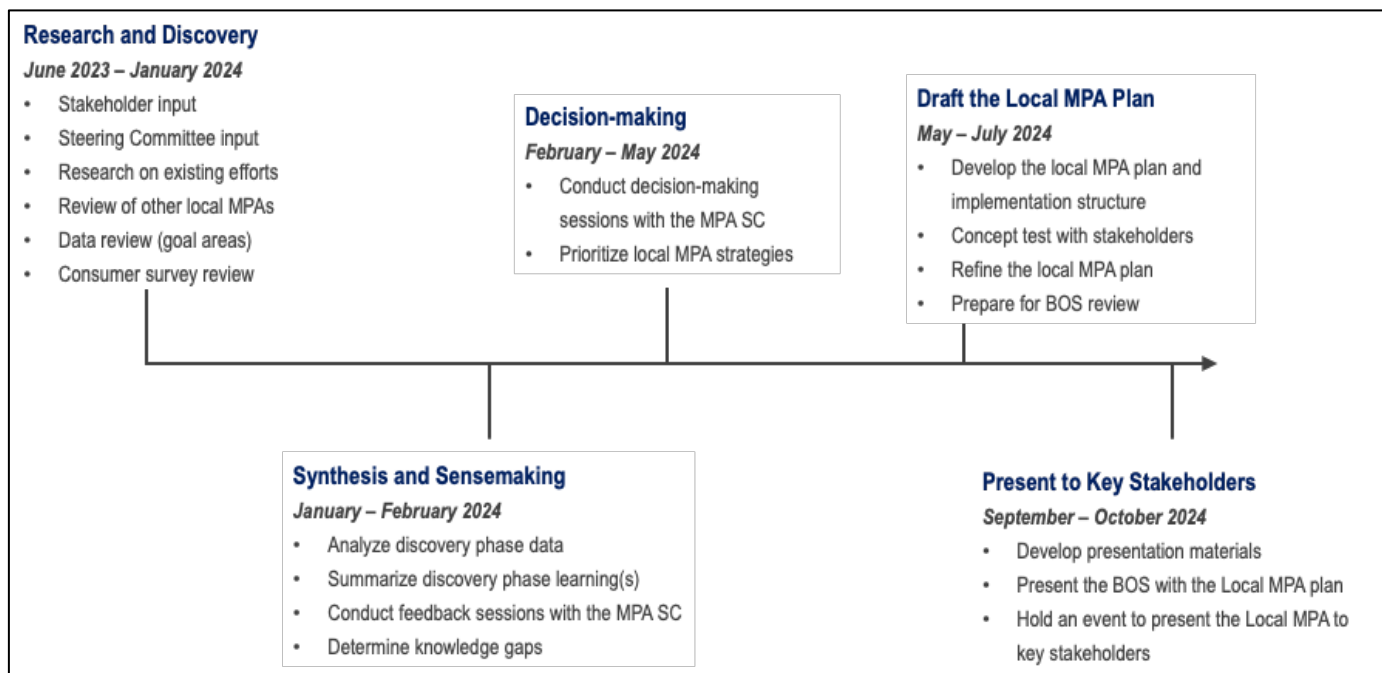 Research and Discovery
June 2023 – January 2024
• Stakeholder input
• Steering Committee input
• Research on existing efforts
• Review of other local MPAs
• Data review (goal areas)
• Consumer survey review
Synthesis and Sensemaking
January – February 2024
• Analyze discovery phase data
• Summarize discovery phase learning(s)
• Conduct feedback sessions with the MPA SC
• Determine knowledge gaps
Decision-making
February – May 2024
• Conduct decision-making
sessions with the MPA SC
• Prioritize local MPA strategies
Draft the Local MPA Plan
May – July 2024
• Develop the local MPA plan and
implementation structure
• Concept test with stakeholders
• Refine the local MPA plan
• Prepare for BOS review
Present to Key Stakeholders
September – October 2024
• Develop presentation materials
• Present the BOS with the Local MPA plan
• Hold an event to present the Local MPA to
key stakeholders